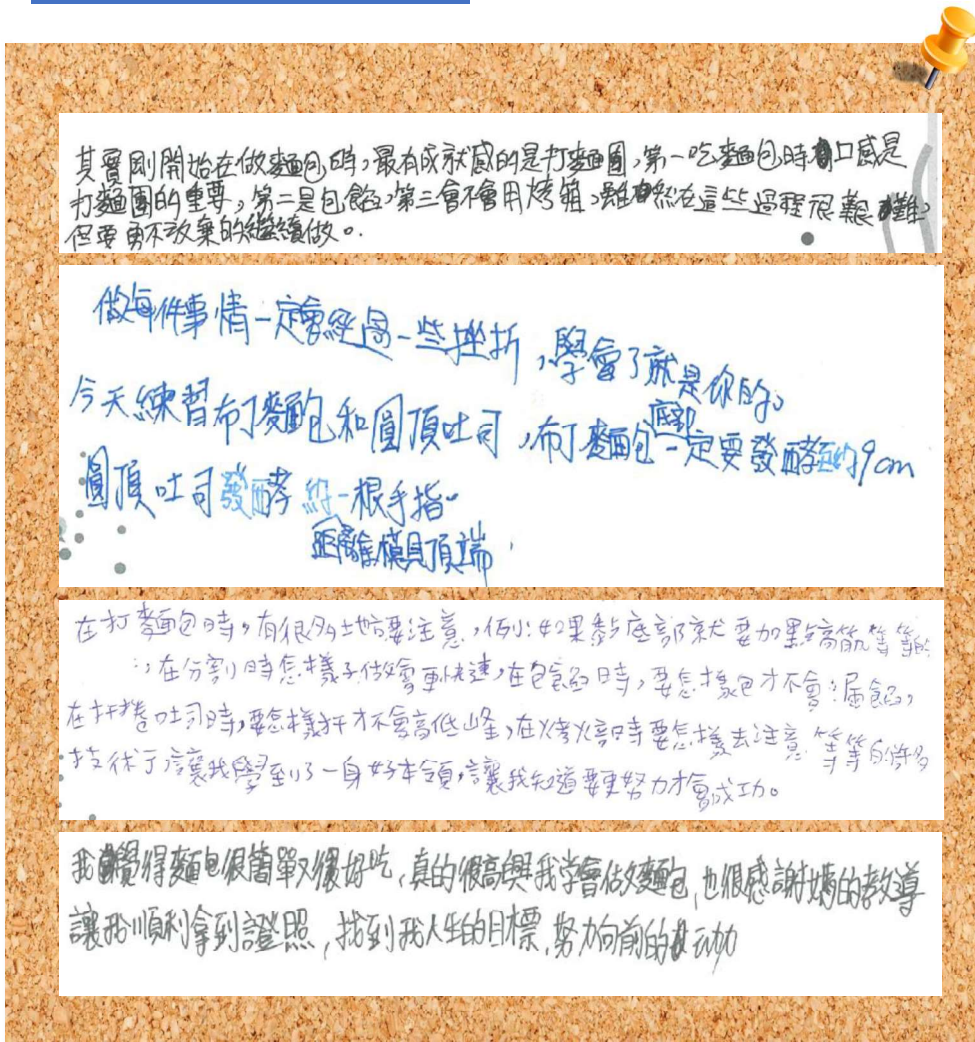 其實剛開始在做麵包時,最有成就感的是打麵團,第一吃麵包時口感是
打麵團的重要,第二是包餡,第三會不會用烤箱,雖然在這些過程很艱難,
但要勇不放棄的繼續做。
做每件事情一定會經過一些挫折,學會了就是你的。
今天練習布丁麵包和圓頂吐司,布丁麵包底部一定要發酵約9cm
圓頂吐司發酵約一根手指。
距離模具頂端
在打麵包時,有很多地方要注意,例:如果黏底部就要加點高筋等等的
,在分割時怎樣子做會更快速,在包餡時,要怎樣包才不會漏餡,
在捲吐司時,要怎樣才不會高低峰,在烤焙時要怎樣去注意等等的許多
技術了讓我學到了一身好本領,讓我知道要更努力才會成功。
我覺得麵包很簡單又很好吃,真的很高興我学會做麵包,也很感謝媽的教導
讓我順利拿到證照,找到我人生的目標,努力向前的動力